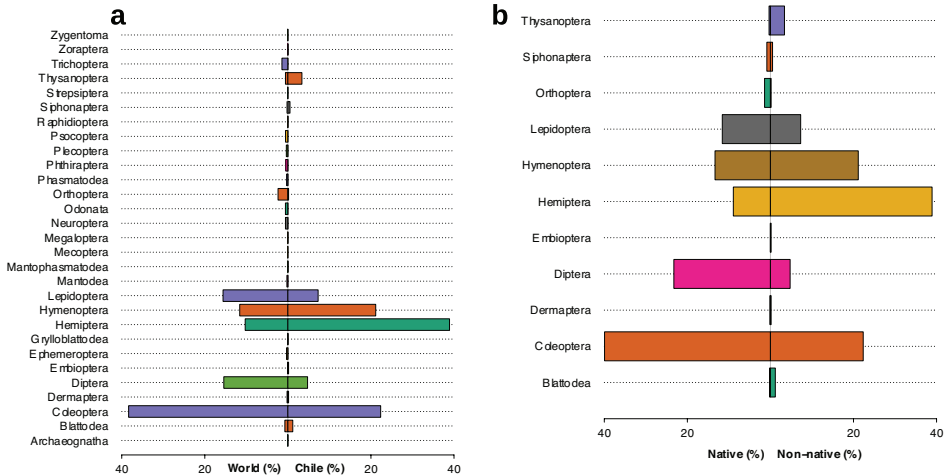 a
Zygentoma
Zoraptera
Trichoptera
Thysanoptera
Strepsiptera
Siphonaptera
Raphidioptera
Psocoptera
Plecoptera
Phthiraptera
Phasmatodea
Orthoptera
Odonata
Neuroptera
Megaloptera
Mecoptera
Mantophasmatodea
Mantodea
Lepidoptera
Hymenoptera
Hemiptera
Grylloblattodea
Ephemeroptera
Embioptera
Diptera
Dermaptera
Coleoptera
Blattodea
Archaeognatha
40 20 World (%) Chile (%) 20 40
b
Thysanoptera
Siphonaptera
Orthoptera
Lepidoptera
Hymenoptera
Hemiptera
Embioptera
Diptera
Dermaptera
Coleoptera
Blattodea
40 20 20 40
Native (%) Non-native (%)